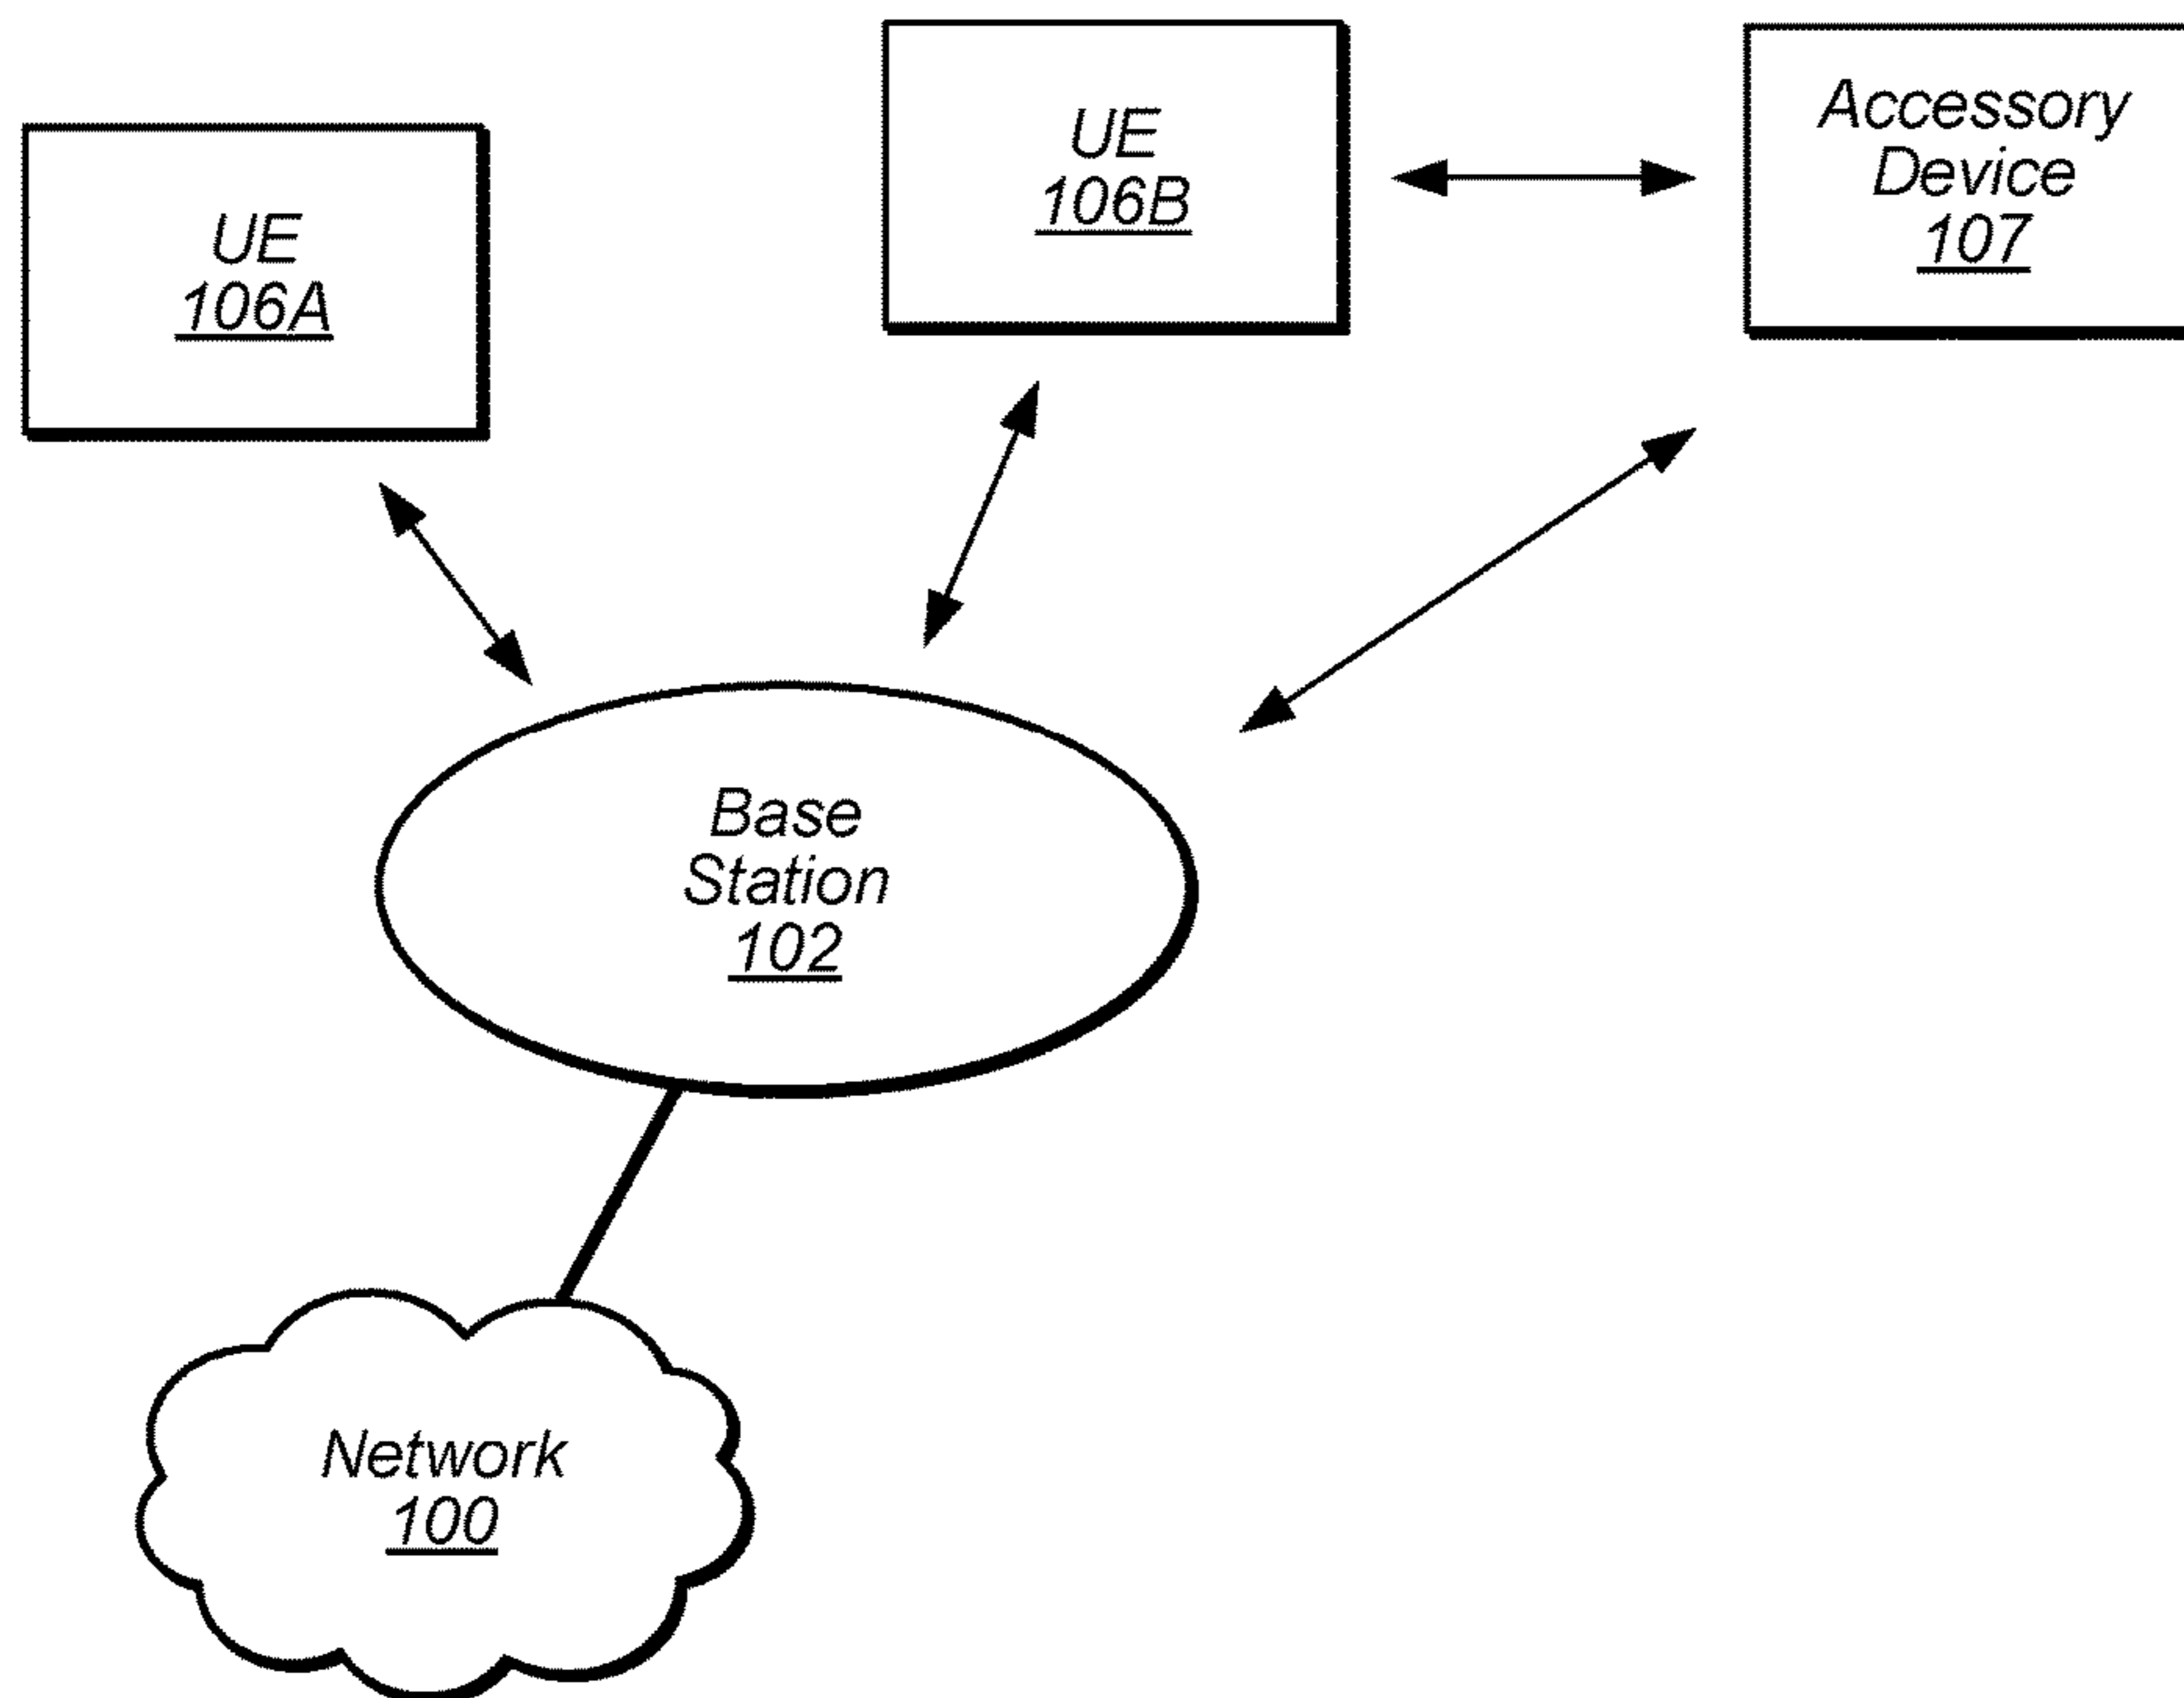 UE
106A
UE
106B
Accessory
Device
107
Base
Station
102
Network
100